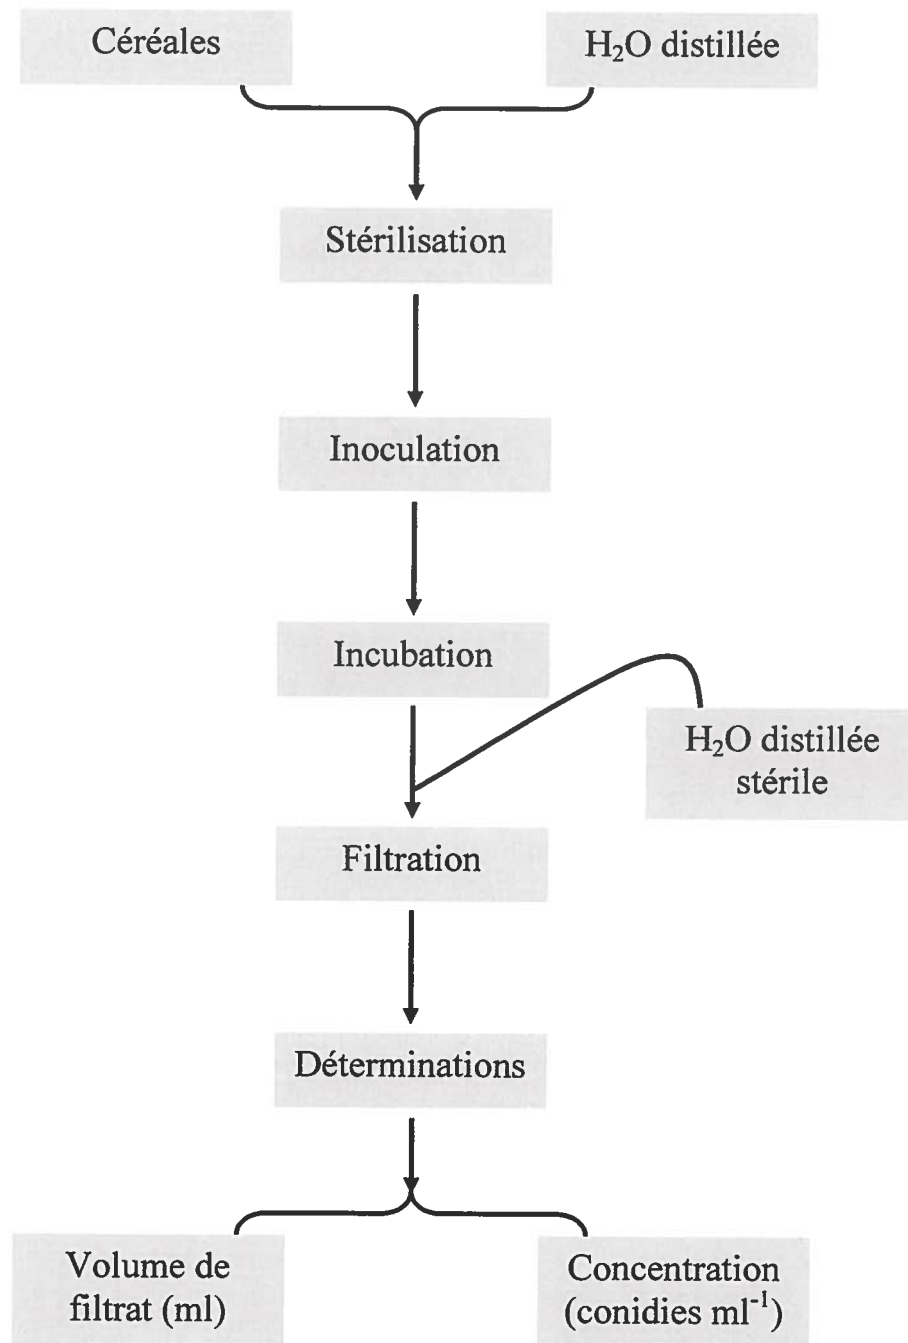 Céréales
H₂O distillée
Stérilisation
Inoculation
Incubation
H₂O distillée
stérile
Filtration
Déterminations
Volume de
filtrat (ml)
Concentration
(conidies ml⁻¹)